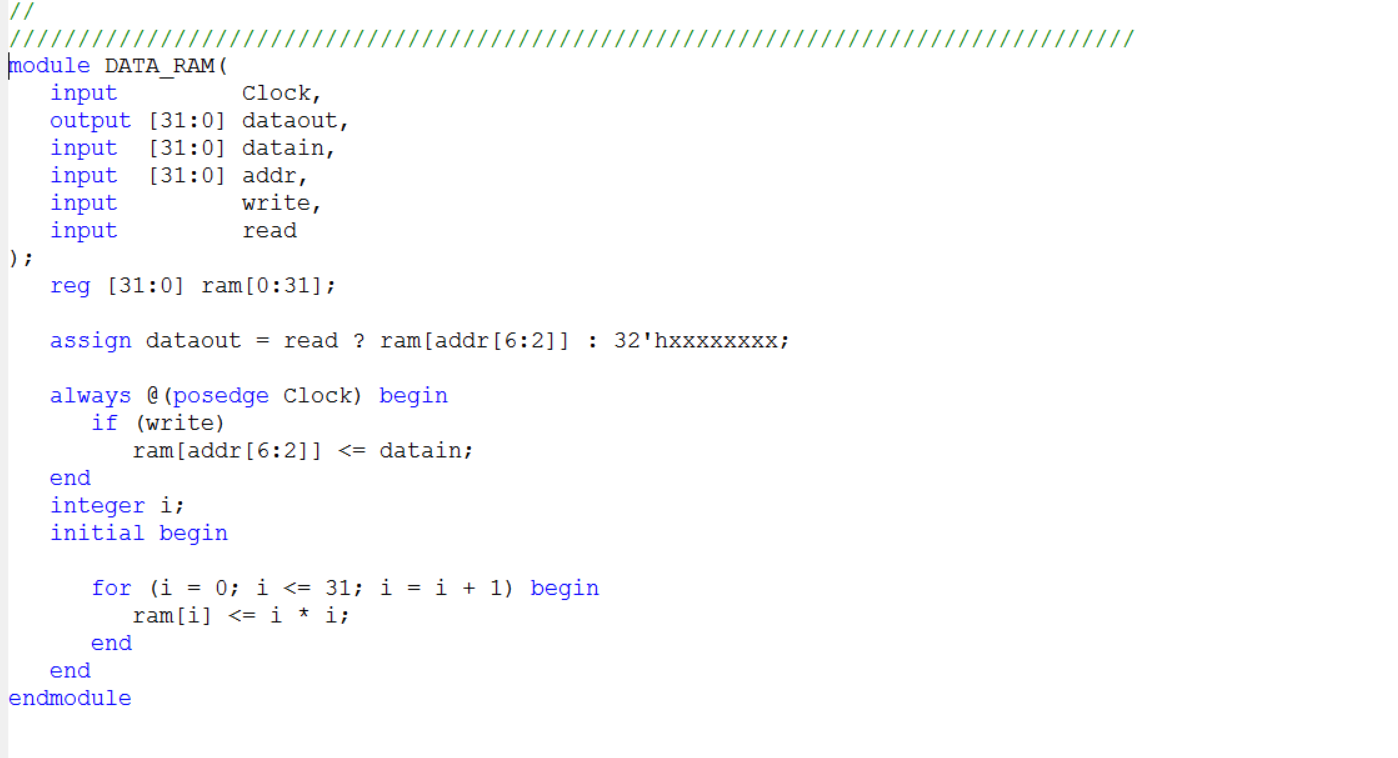 //
//////////////////////////////////////////////////////////////////////////////////
module DATA_RAM(
   input         Clock,
   output [31:0] dataout,
   input  [31:0] datain,
   input  [31:0] addr,
   input         write,
   input         read
);
   reg [31:0] ram[0:31];
   assign dataout = read ? ram[addr[6:2]] : 32'hxxxxxxxx;
   always @(posedge Clock) begin
      if (write)
         ram[addr[6:2]] <= datain;
   end
   integer i;
   initial begin
      for (i = 0; i <= 31; i = i + 1) begin
         ram[i] <= i * i;
      end
   end
endmodule